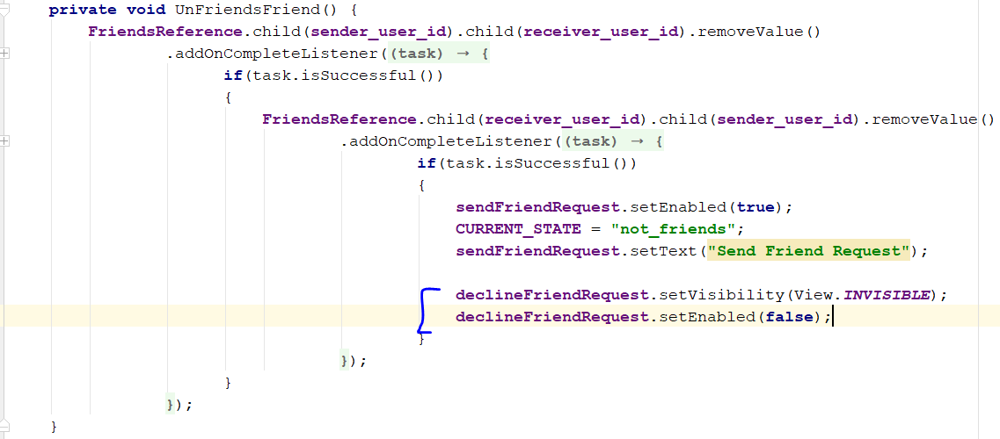 private void UnFriendsFriend() {
FriendsReference.child(sender_user_id).child(receiver_user_id).removeValue()
.addOnCompleteListener((task) → {
if(task.isSuccessful())
{
FriendsReference.child(receiver_user_id).child(sender_user_id).removeValue()
.addOnCompleteListener((task) → {
if(task.isSuccessful())
{
sendFriendRequest.setEnabled(true);
CURRENT_STATE = "not_friends";
sendFriendRequest.setText("Send Friend Request");
declineFriendRequest.setVisibility(View.INVISIBLE);
declineFriendRequest.setEnabled(false);
}
});
}
});
}